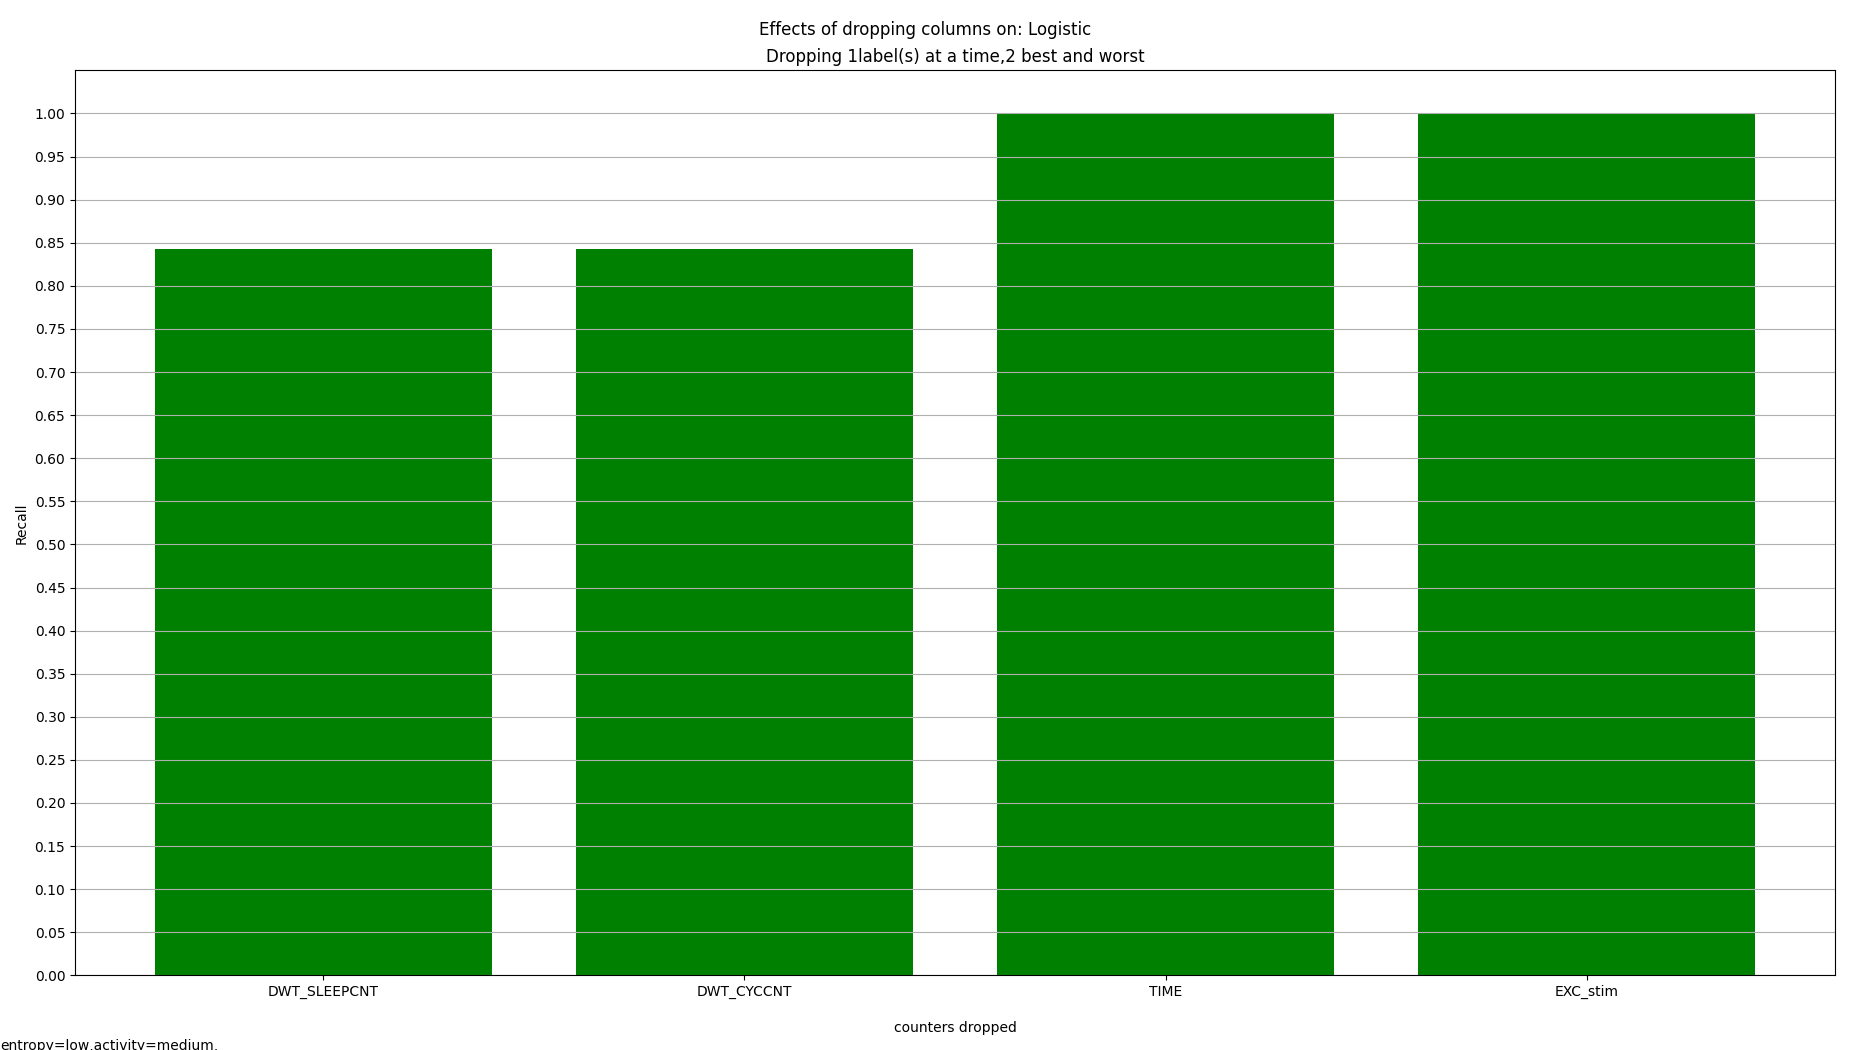 Effects of dropping columns on: Logistic
Dropping 1label(s) at a time,2 best and worst
1.00
0.95
0.90
0.85
0.80
0.75
0.70
0.65
0.60
0.55
0.50
0.45
0.40
0.35
0.30
0.25
0.20
0.15
0.10
0.05
0.00
Recall
DWT_SLEEPCNT
DWT_CYCCNT
TIME
EXC_stim
counters dropped
entropy=low,activity=medium,